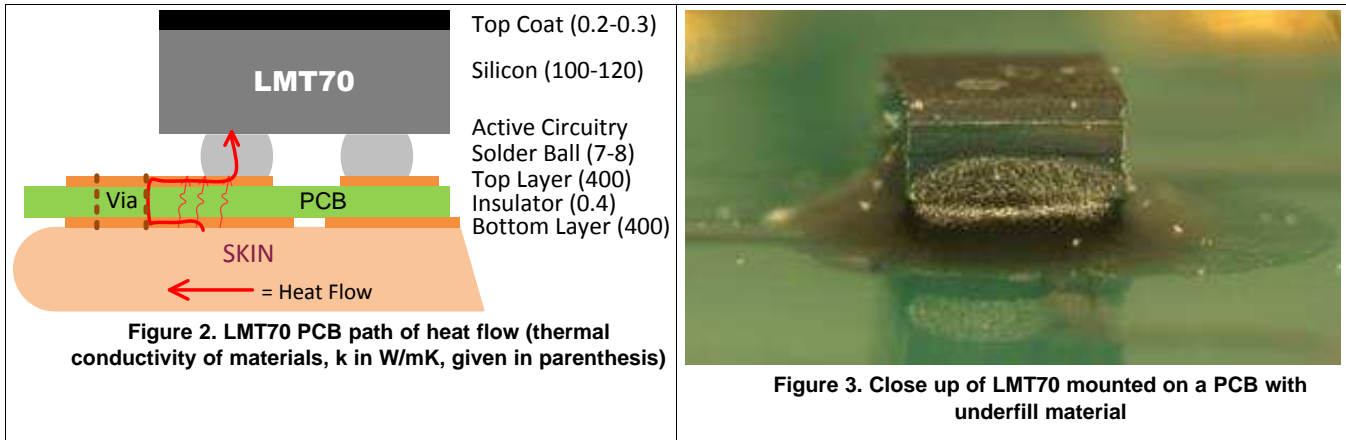 Top Coat (0.2-0.3)
Silicon (100-120)
LMT70
Active Circuitry
Solder Ball (7-8)
Top Layer (400)
Via
PCB
Insulator (0.4)
Bottom Layer (400)
SKIN
= Heat Flow
Figure 2. LMT70 PCB path of heat flow (thermal
conductivity of materials, k in W/mK, given in parenthesis)
Figure 3. Close up of LMT70 mounted on a PCB with
underfill material